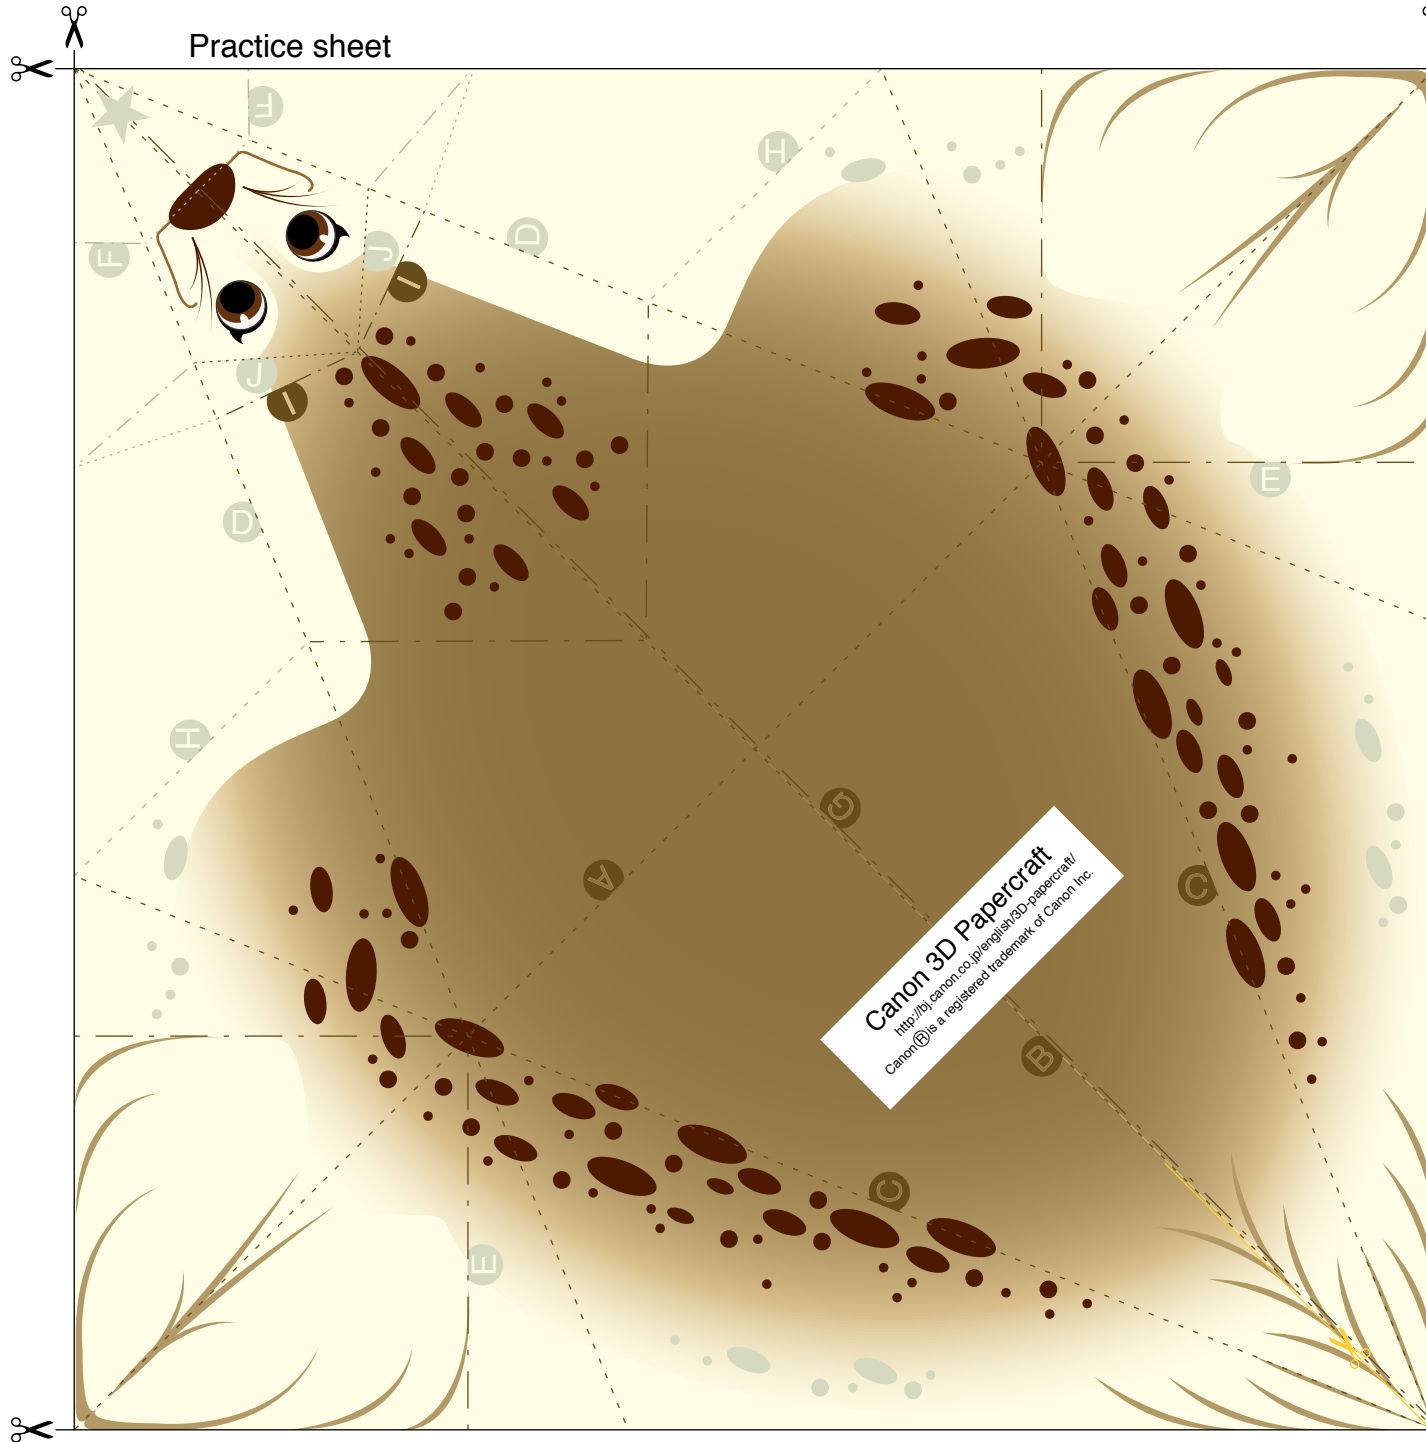 Practice sheet
F
H
D
F
J
I
J
I
E
D
H
G
A
C
Canon 3D Papercraft
http://bj.canon.co.jp/english/3D-papercraft/
Canon®is a registered trademark of Canon Inc.
B
C
E